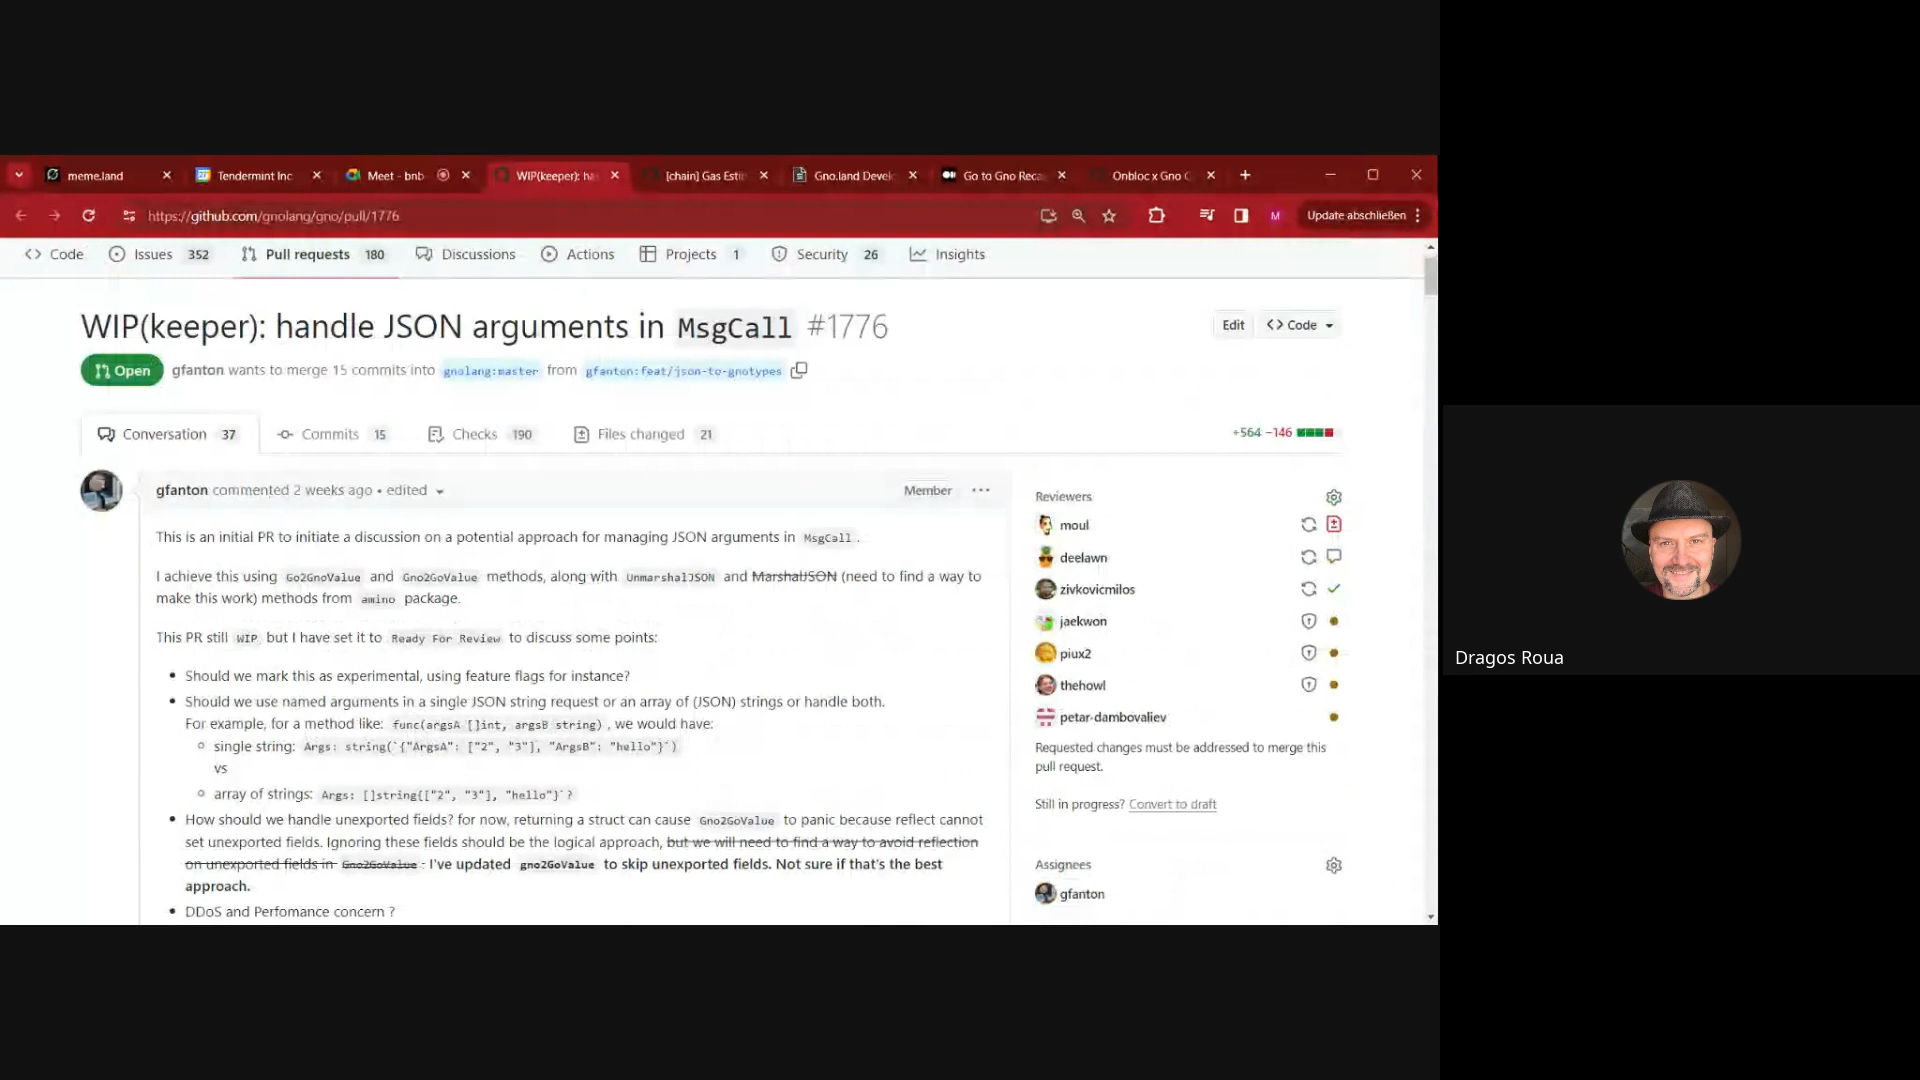 meme.land
Tendermint Inc
Meet - bnb
WIP(keeper): ha
[chain] Gas Esti
Gno.land Devel
Go to Gno Reca
Onbloc x Gno C
https://github.com/gnolang/gno/pull/1776
M
Update abschließen
Code
Issues 352
Pull requests 180
Discussions
Actions
Projects 1
Security 26
Insights
WIP(keeper): handle JSON arguments in MsgCall #1776
Edit
<> Code
Open
gfanton wants to merge 15 commits into gnolang:master from gfanton:feat/json-to-gnotypes
Conversation 37
Commits 15
Checks 190
Files changed 21
+564 −146
gfanton commented 2 weeks ago • edited
Member
This is an initial PR to initiate a discussion on a potential approach for managing JSON arguments in MsgCall .
I achieve this using Go2GnoValue and Gno2GoValue methods, along with UnmarshalJSON and MarshalJSON (need to find a way to
make this work) methods from amino package.
This PR still WIP but I have set it to Ready For Review to discuss some points:
• Should we mark this as experimental, using feature flags for instance?
• Should we use named arguments in a single JSON string request or an array of (JSON) strings or handle both.
For example, for a method like: func(argsA []int, argsB string) , we would have:
single string: Args: string(`{"ArgsA": ["2", "3"], "ArgsB": "hello"}`)
vs
array of strings: Args: []string{["2", "3"], "hello"}`?
• How should we handle unexported fields? for now, returning a struct can cause Gno2GoValue to panic because reflect cannot
set unexported fields. Ignoring these fields should be the logical approach, but we will need to find a way to avoid reflection
on unexported fields in Gno2GoValue . I've updated gno2GoValue to skip unexported fields. Not sure if that's the best
approach.
• DDoS and Perfomance concern ?
Reviewers
moul
deelawn
zivkovicmilos
jaekwon
piux2
thehowl
petar-dambovaliev
Requested changes must be addressed to merge this
pull request.
Still in progress? Convert to draft
Assignees
gfanton
Dragos Roua